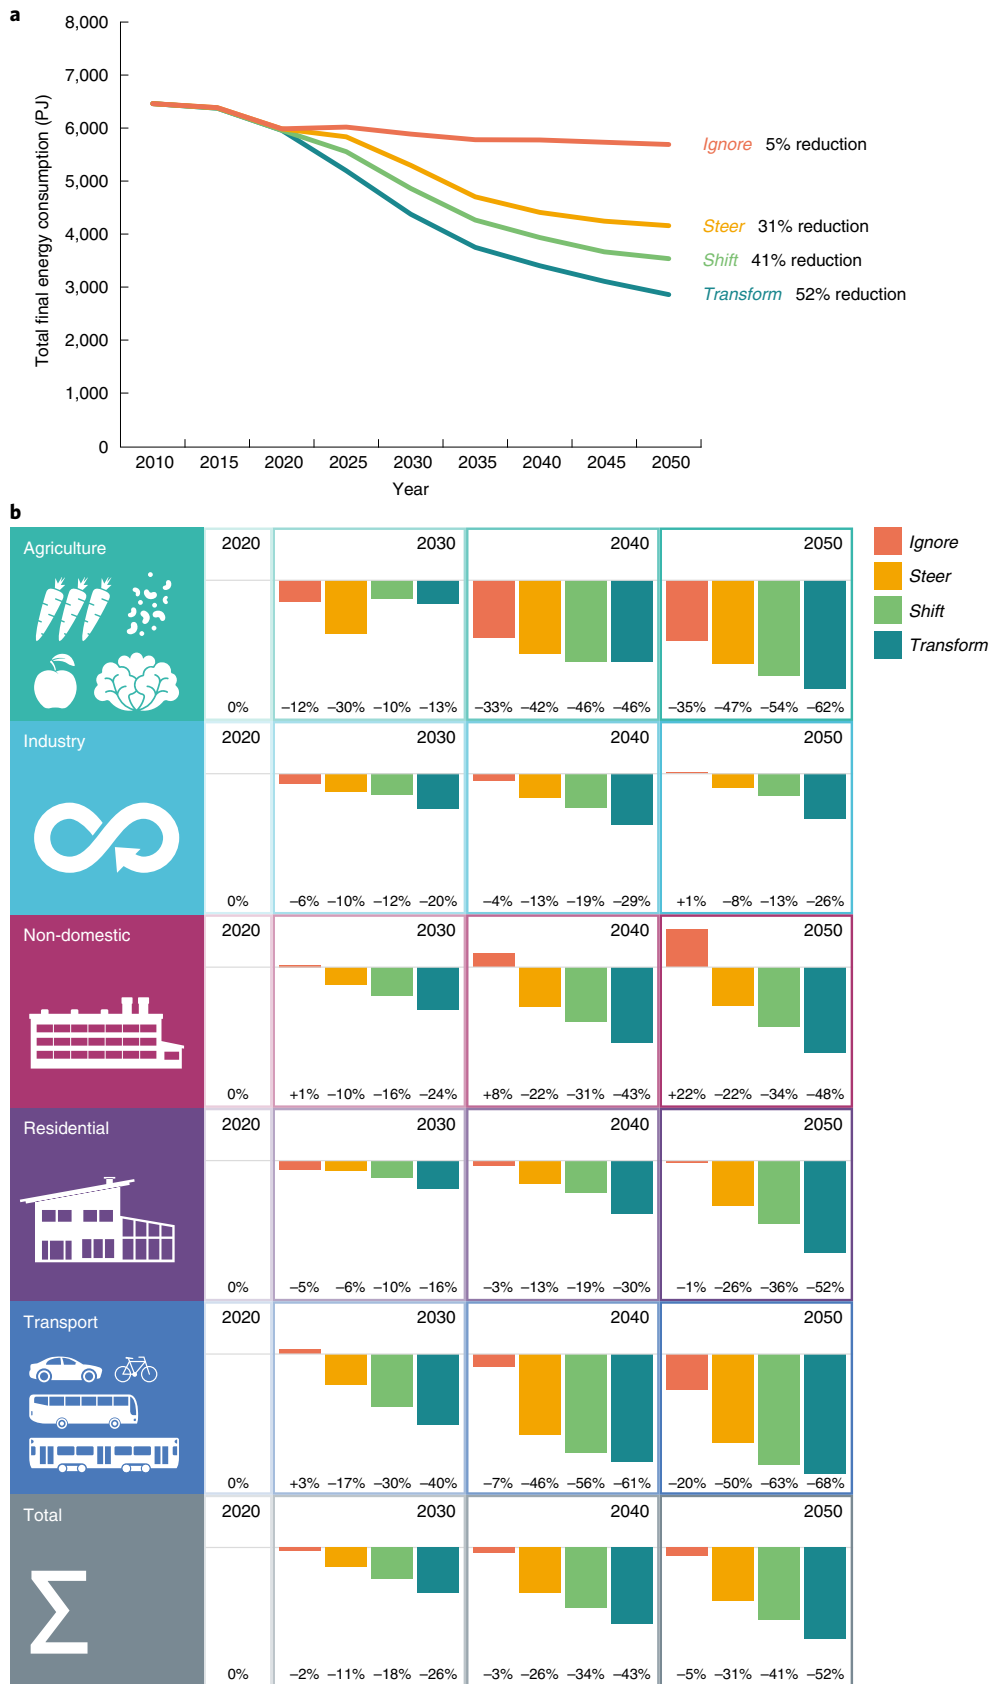 a
8,000
7,000
6,000
5,000
4,000
3,000
2,000
1,000
0
Total final energy consumption (PJ)
2010 2015 2020 2025 2030 2035 2040 2045 2050
Year
Ignore 5% reduction
Steer 31% reduction
Shift 41% reduction
Transform 52% reduction
b
Ignore
Steer
Shift
Transform
Agriculture
2020 2030 2040 2050
0% –12% –30% –10% –13% –33% –42% –46% –46% –35% –47% –54% –62%
Industry
2020 2030 2040 2050
0% –6% –10% –12% –20% –4% –13% –19% –29% +1% –8% –13% –26%
Non-domestic
2020 2030 2040 2050
0% +1% –10% –16% –24% +8% –22% –31% –43% +22% –22% –34% –48%
Residential
2020 2030 2040 2050
0% –5% –6% –10% –16% –3% –13% –19% –30% –1% –26% –36% –52%
Transport
2020 2030 2040 2050
0% +3% –17% –30% –40% –7% –46% –56% –61% –20% –50% –63% –68%
Total
2020 2030 2040 2050
Σ
0% –2% –11% –18% –26% –3% –26% –34% –43% –5% –31% –41% –52%